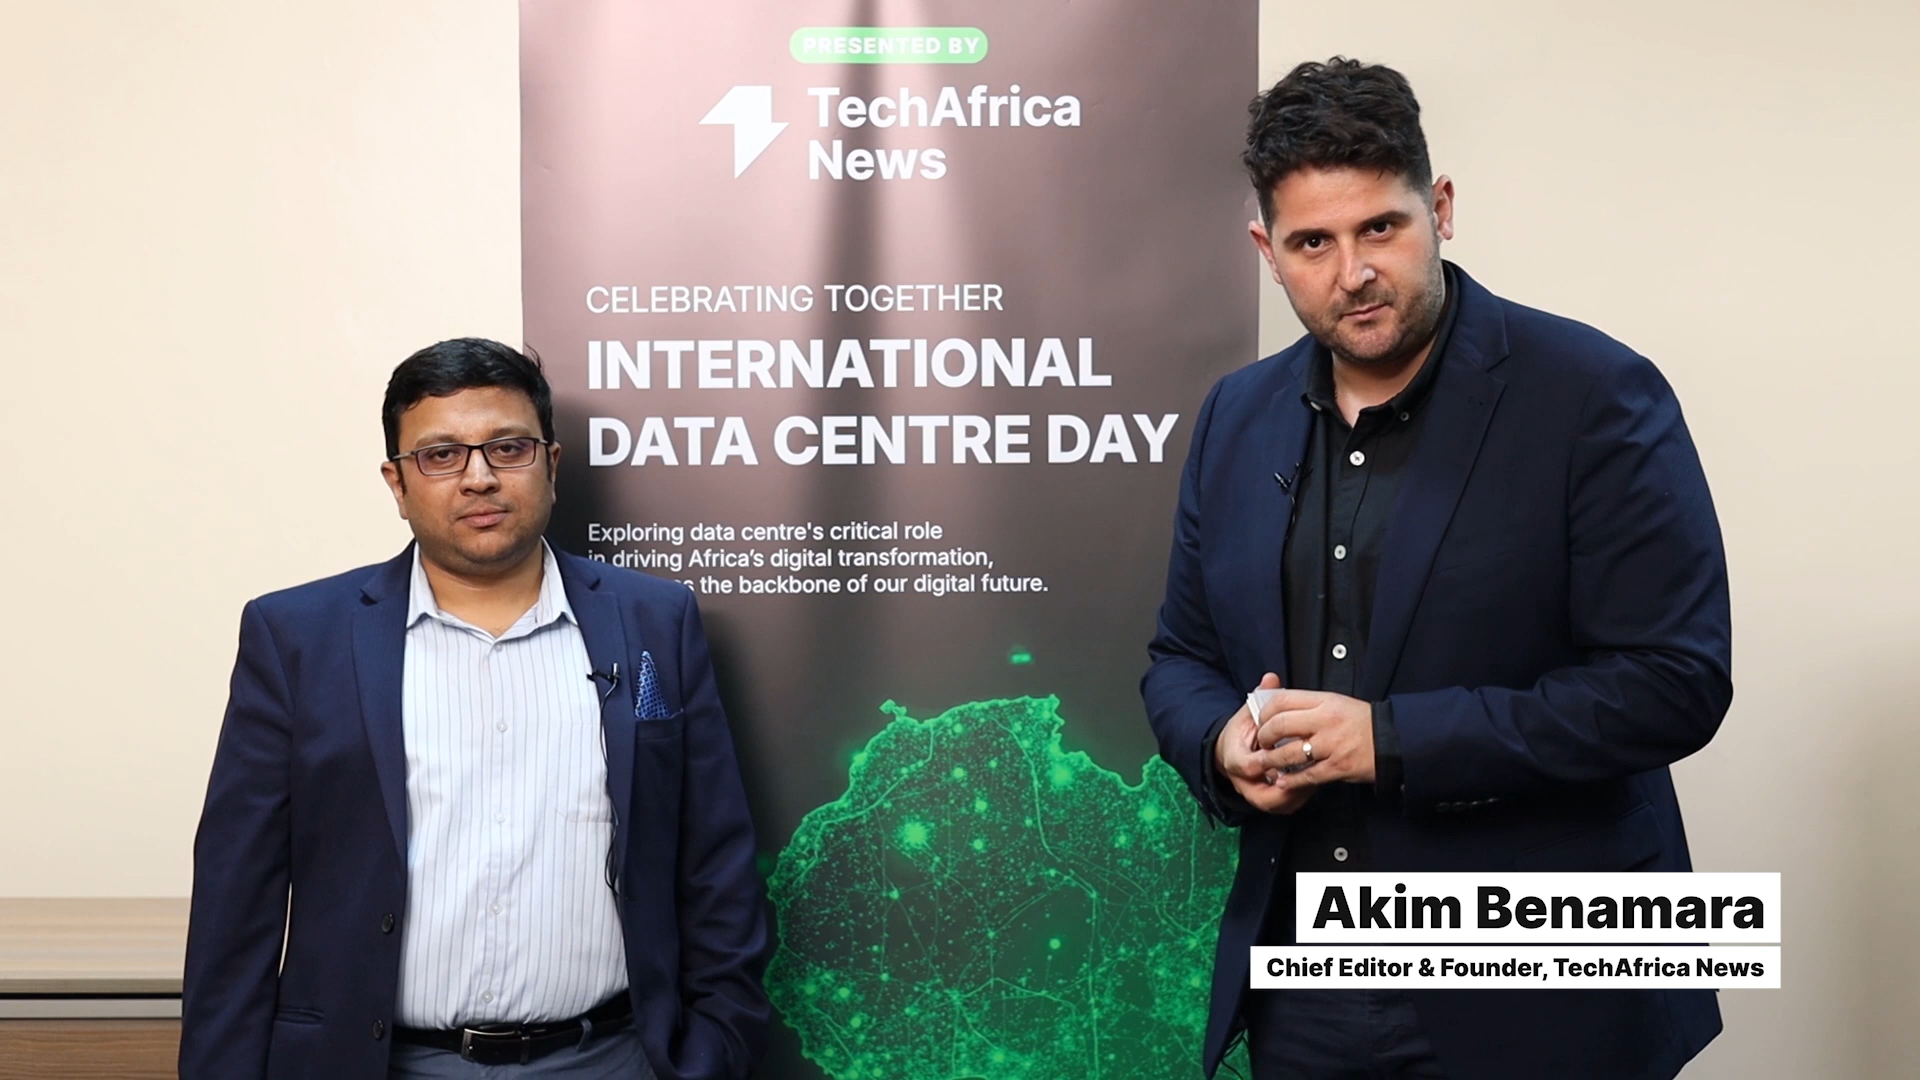 PRESENTED BY
TechAfrica
News
CELEBRATING TOGETHER
INTERNATIONAL
DATA CENTRE DAY
Exploring data centre's critical role
in driving Africa's digital transformation,
the backbone of our digital future.
Akim Benamara
Chief Editor & Founder, TechAfrica News